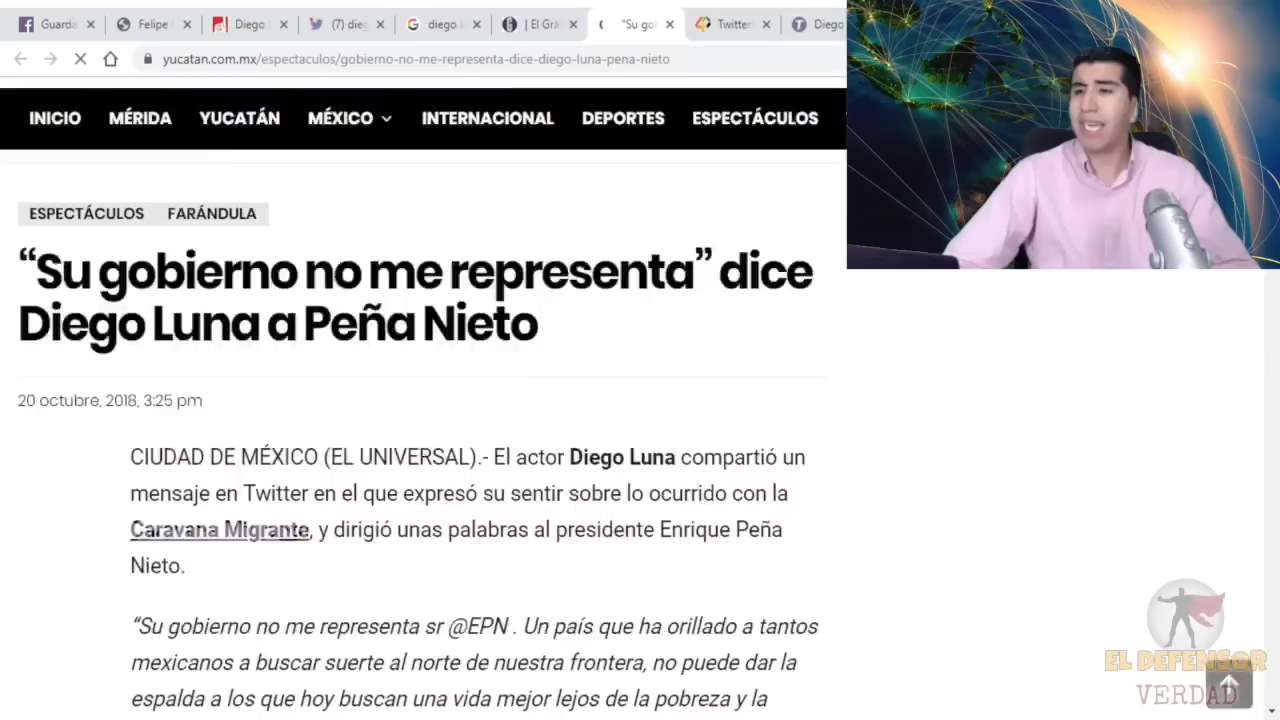 Guarda
Felipe
Diego
(7) dieg
diego
| El Grá
"Su go
Twitter
Diego
yucatan.com.mx/espectaculos/gobierno-no-me-representa-dice-diego-luna-pena-nieto
INICIO MÉRIDA YUCATÁN MÉXICO INTERNACIONAL DEPORTES ESPECTÁCULOS
ESPECTÁCULOS FARÁNDULA
“Su gobierno no me representa” dice
Diego Luna a Peña Nieto
20 octubre, 2018, 3:25 pm
CIUDAD DE MÉXICO (EL UNIVERSAL).- El actor Diego Luna compartió un
mensaje en Twitter en el que expresó su sentir sobre lo ocurrido con la
Caravana Migrante, y dirigió unas palabras al presidente Enrique Peña
Nieto.
“Su gobierno no me representa sr @EPN . Un país que ha orillado a tantos
mexicanos a buscar suerte al norte de nuestra frontera, no puede dar la
espalda a los que hoy buscan una vida mejor lejos de la pobreza y la
EL DEFENSOR
VERDAD